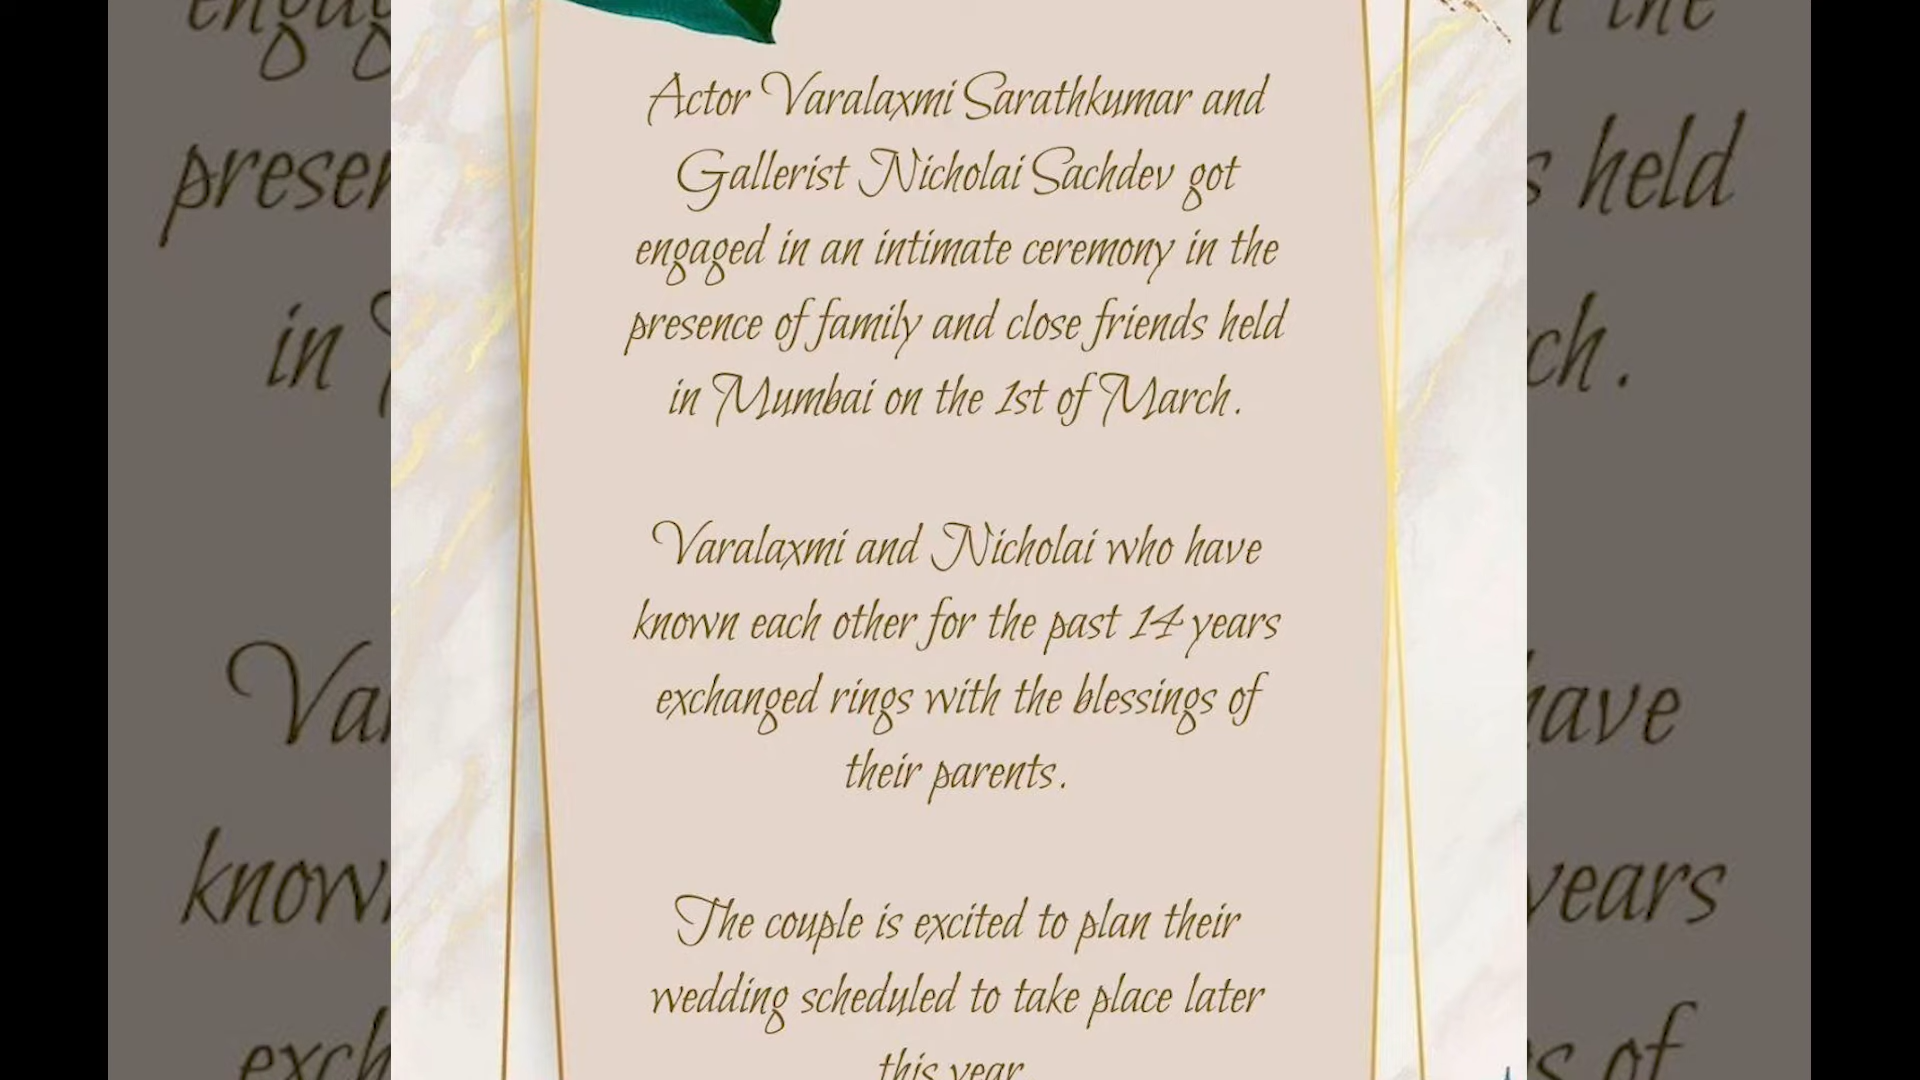 Actor Varalaxmi Sarathkumar and
Gallerist Nicholai Sachdev got
engaged in an intimate ceremony in the
presence of family and close friends held
in Mumbai on the 1st of March.
Varalaxmi and Nicholai who have
known each other for the past 14 years
exchanged rings with the blessings of
their parents.
The couple is excited to plan their
wedding scheduled to take place later
this year